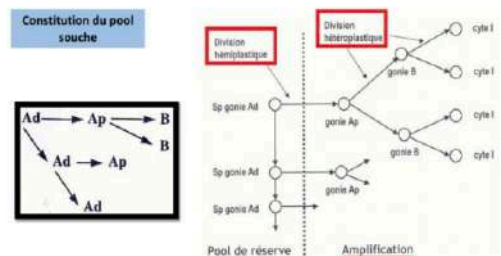 Constitution du pool
souche
Ad Ap B
B
Ad Ap
Ad
Division
hémiplastique
Division
hétéroplastique
cyte I
gonie B
cyte I
Sp gonie Ad
gonie Ap
cyte I
gonie B
cyte I
Sp gonie Ad
gonie Ap
Sp gonie Ad
Pool de réserve
Amplification